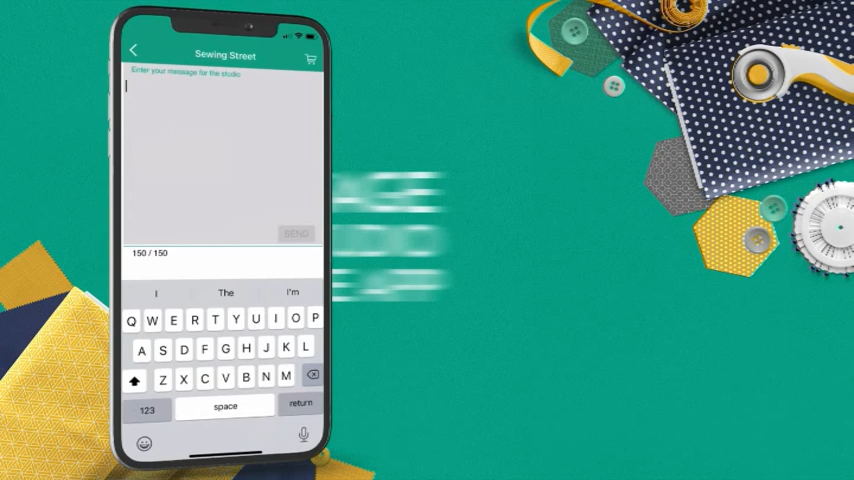 Sewing Street
Enter your message for the studio
SEND
150 / 150
I The I'm
Q W E R T Y U I O P
A S D F G H J K L
Z X C V B N M
123 space return